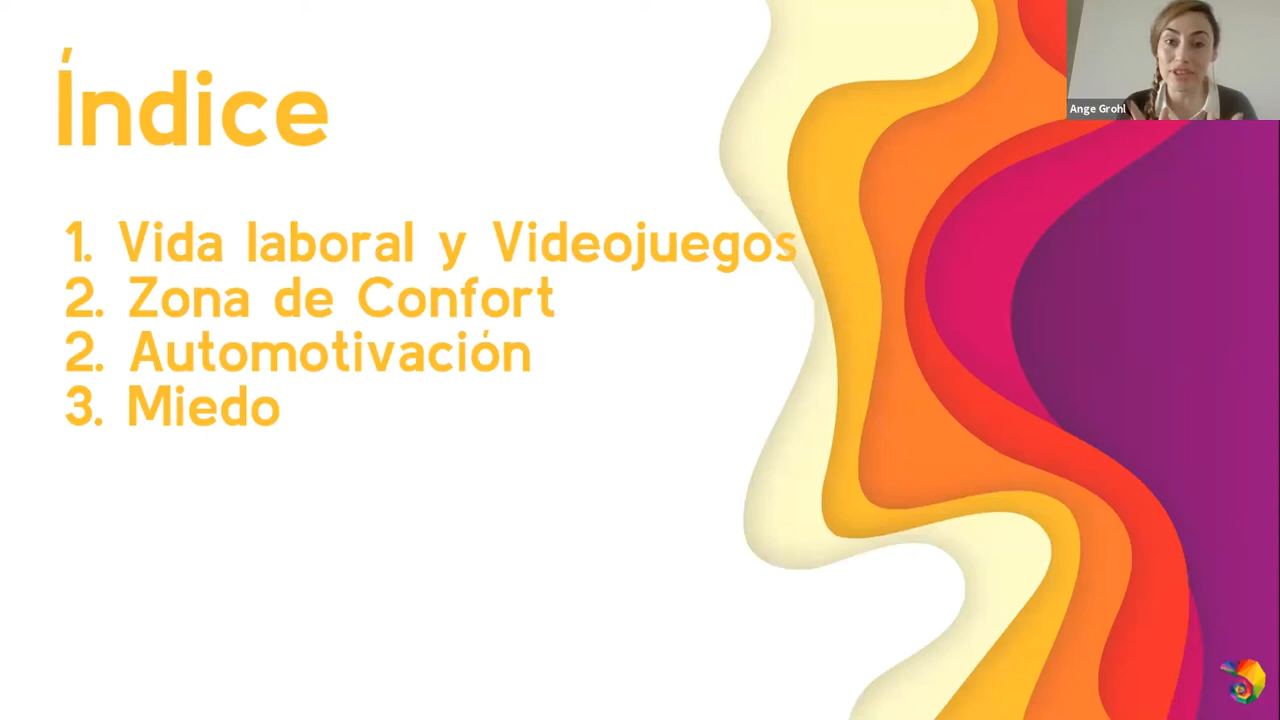 Índice
1. Vida laboral y Videojuegos
2. Zona de Confort
2. Automotivación
3. Miedo
Ange Grohl